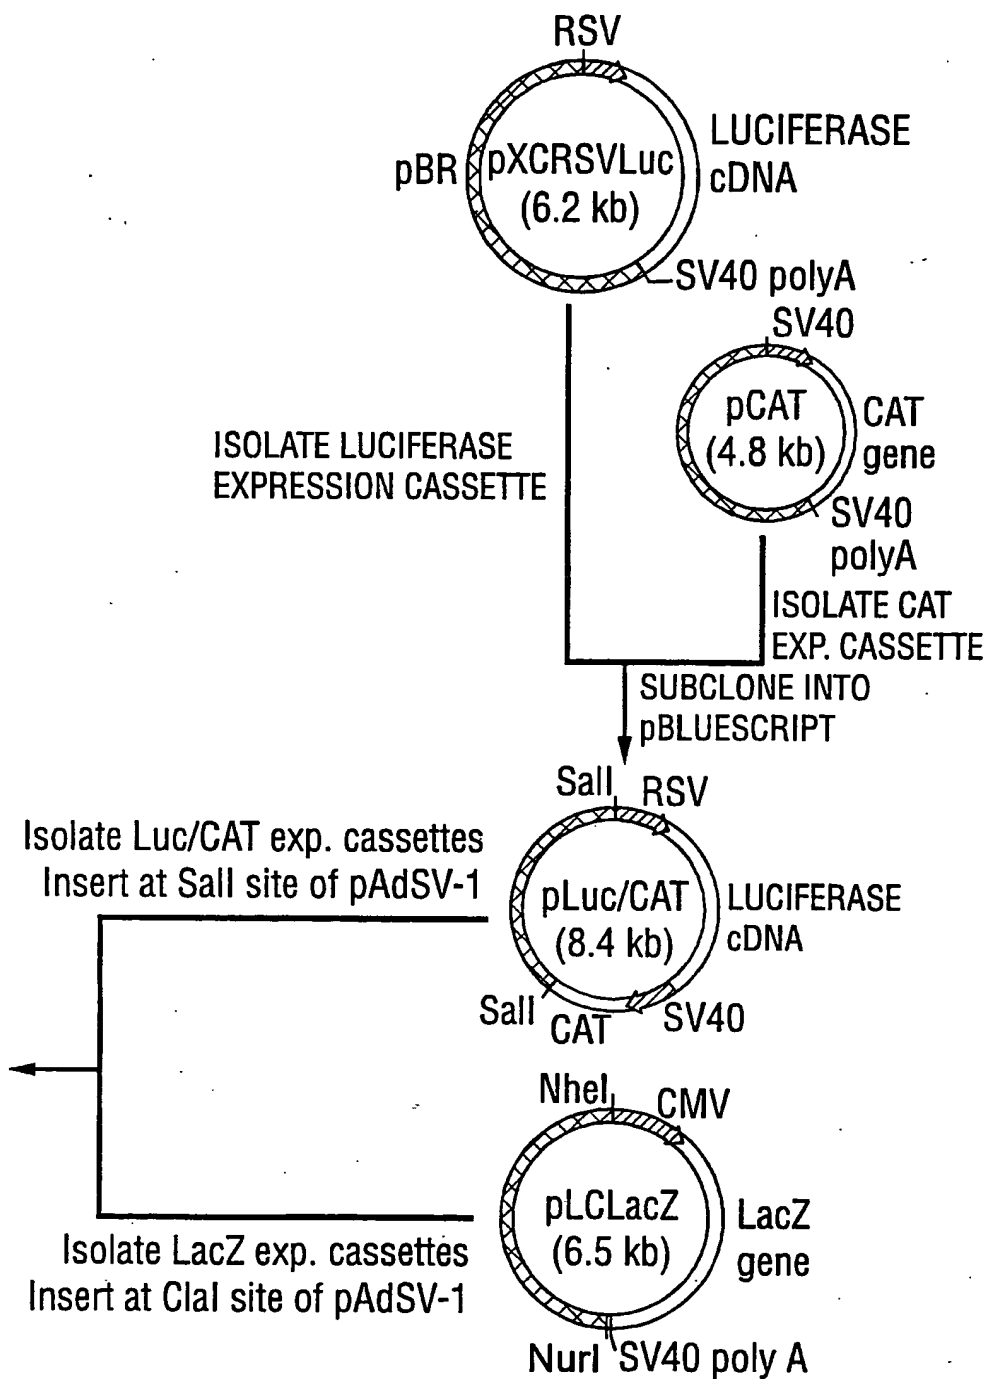 RSV
pBR
pXCRSVLuc
(6.2 kb)
LUCIFERASE
cDNA
SV40 polyA
SV40
pCAT
(4.8 kb)
CAT
gene
SV40
polyA
ISOLATE LUCIFERASE
EXPRESSION CASSETTE
ISOLATE CAT
EXP. CASSETTE
SUBCLONE INTO
pBLUESCRIPT
SalI
RSV
Isolate Luc/CAT exp. cassettes
Insert at SalI site of pAdSV-1
pLuc/CAT
(8.4 kb)
LUCIFERASE
cDNA
SalI
CAT
SV40
NheI
CMV
pLCLacZ
(6.5 kb)
LacZ
gene
Isolate LacZ exp. cassettes
Insert at ClaI site of pAdSV-1
NurI
SV40 poly A